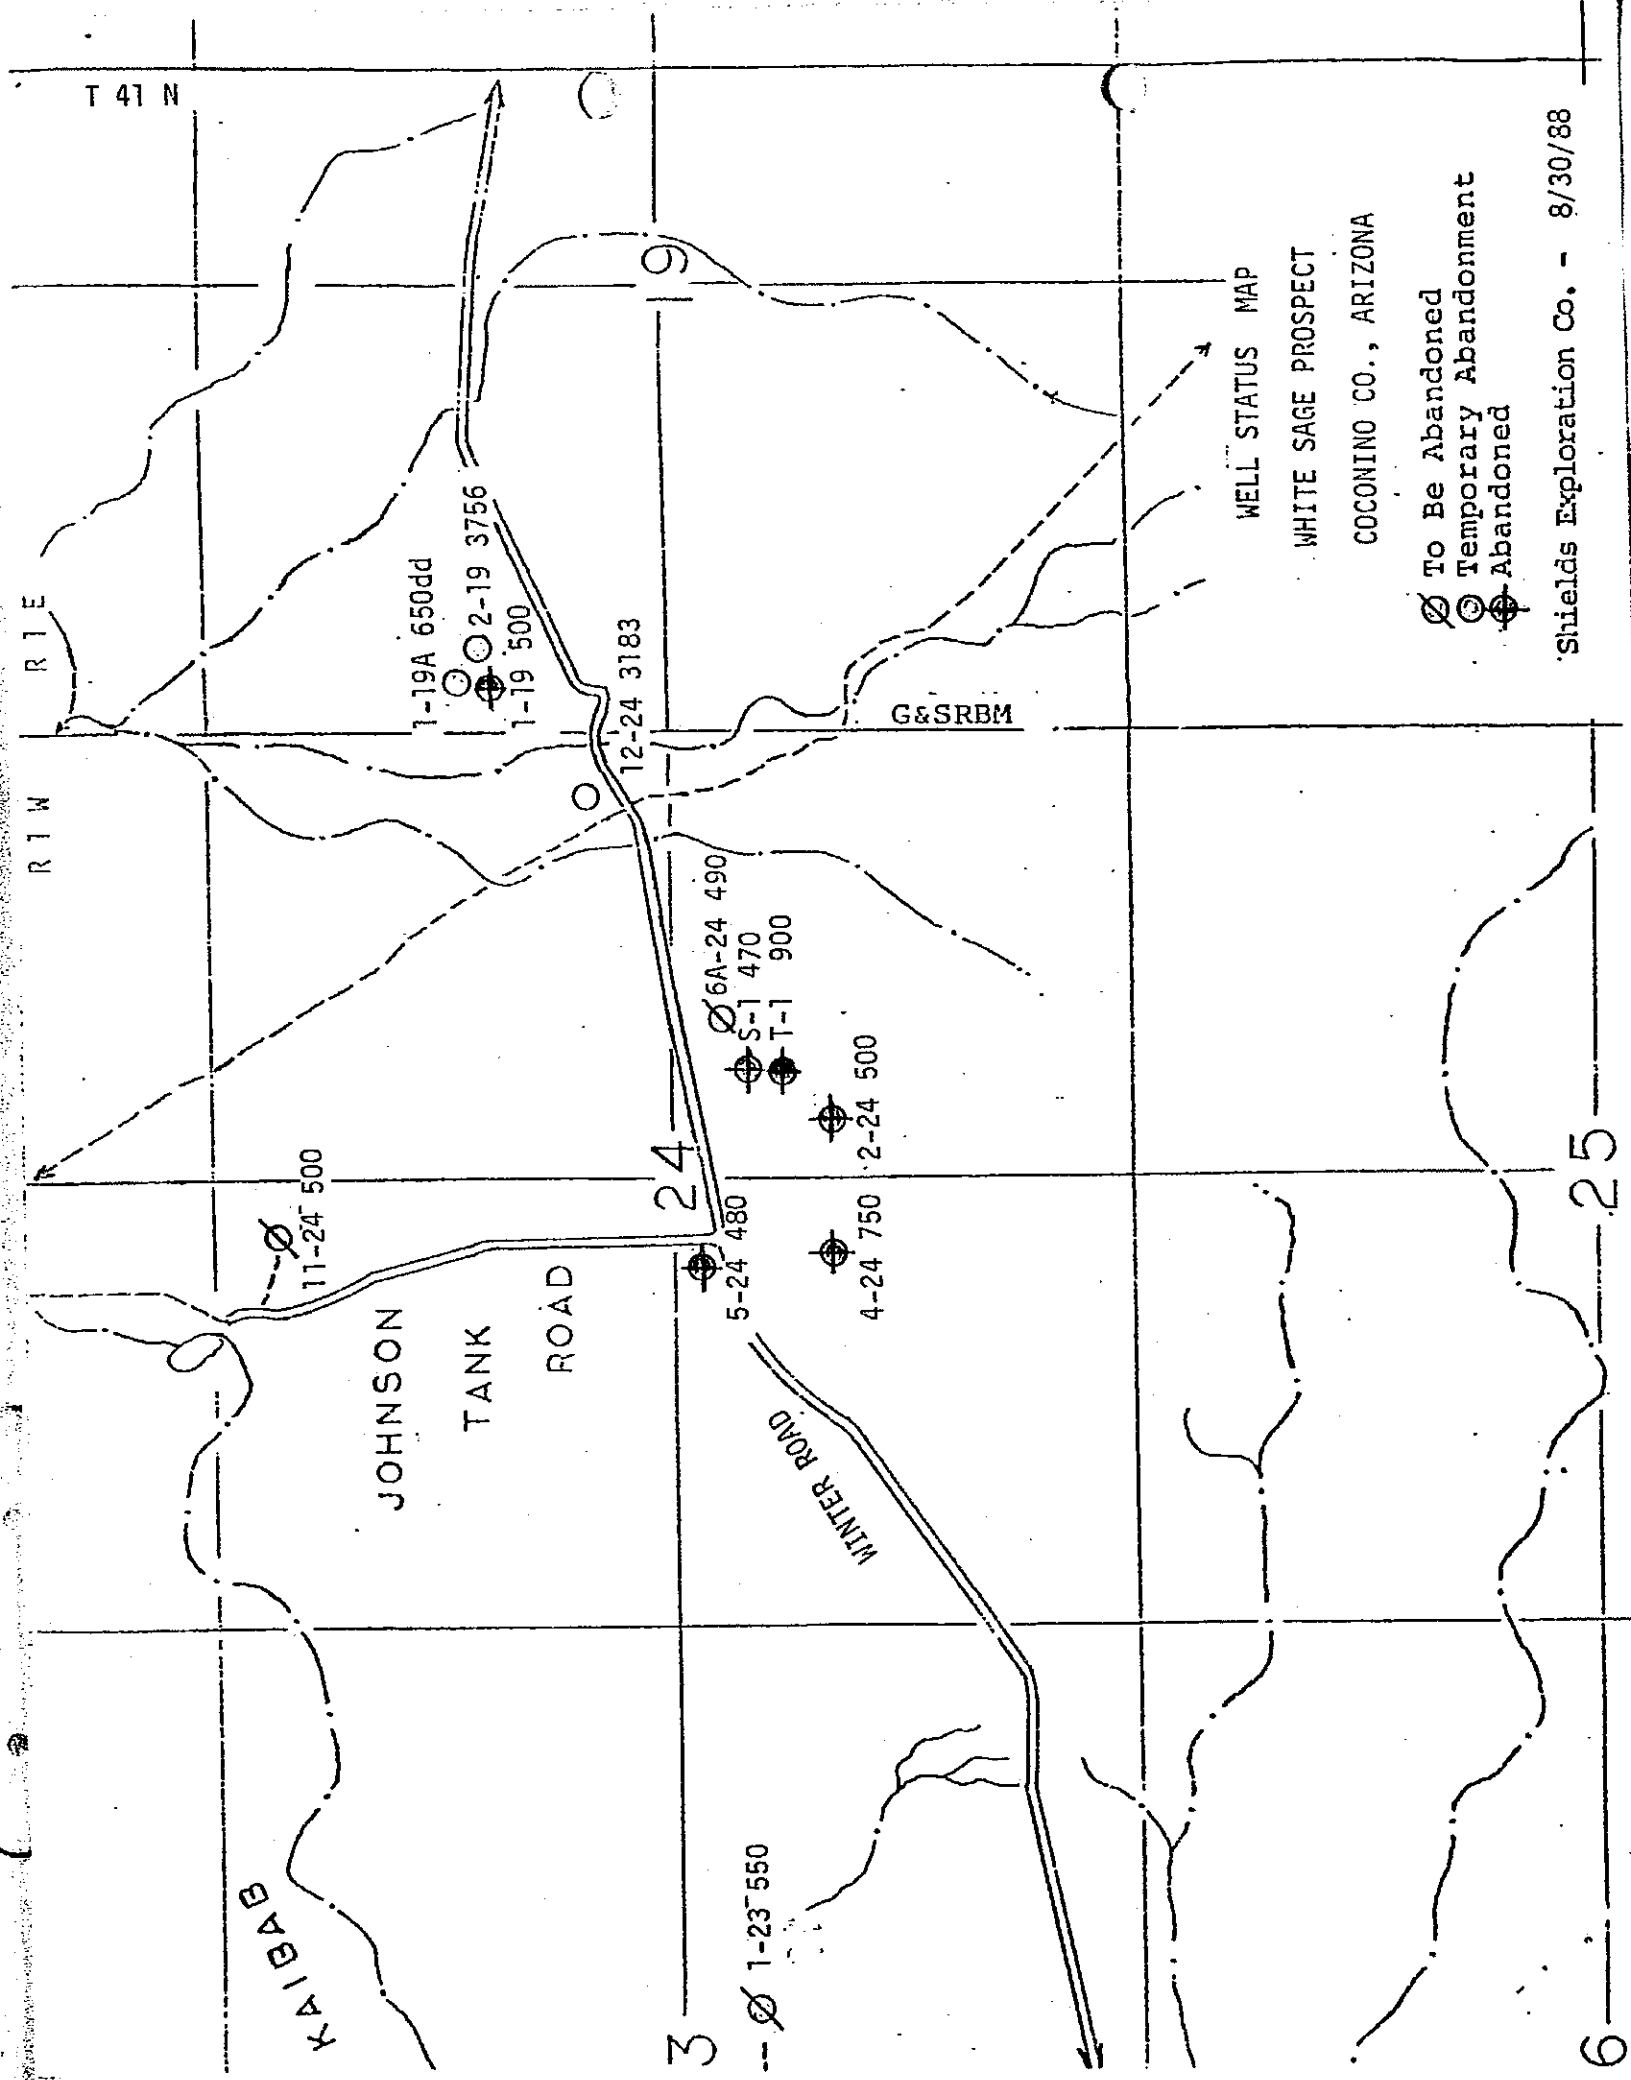 T 41 N
R 1 W
R 1 E
KAIBAB
JOHNSON
TANK
ROAD
11-24 500
1-19A 650dd
2-19 3756
1-19 500
12-24 3183
3
24
19
1-23 550
5-24 480
6A-24 490
S-1 470
T-1 900
WINTER ROAD
4-24 750
2-24 500
G&SRBM
6
25
WELL STATUS MAP
WHITE SAGE PROSPECT
COCONINO CO., ARIZONA
To Be Abandoned
Temporary Abandonment
Abandoned
Shields Exploration Co. - 8/30/88